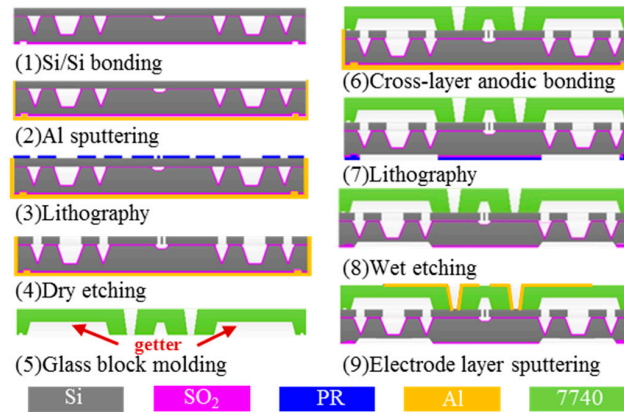 (1)Si/Si bonding
(2)Al sputtering
(3)Lithography
(4)Dry etching
getter
(5)Glass block molding
(6)Cross-layer anodic bonding
(7)Lithography
(8)Wet etching
(9)Electrode layer sputtering
Si SO2 PR Al 7740